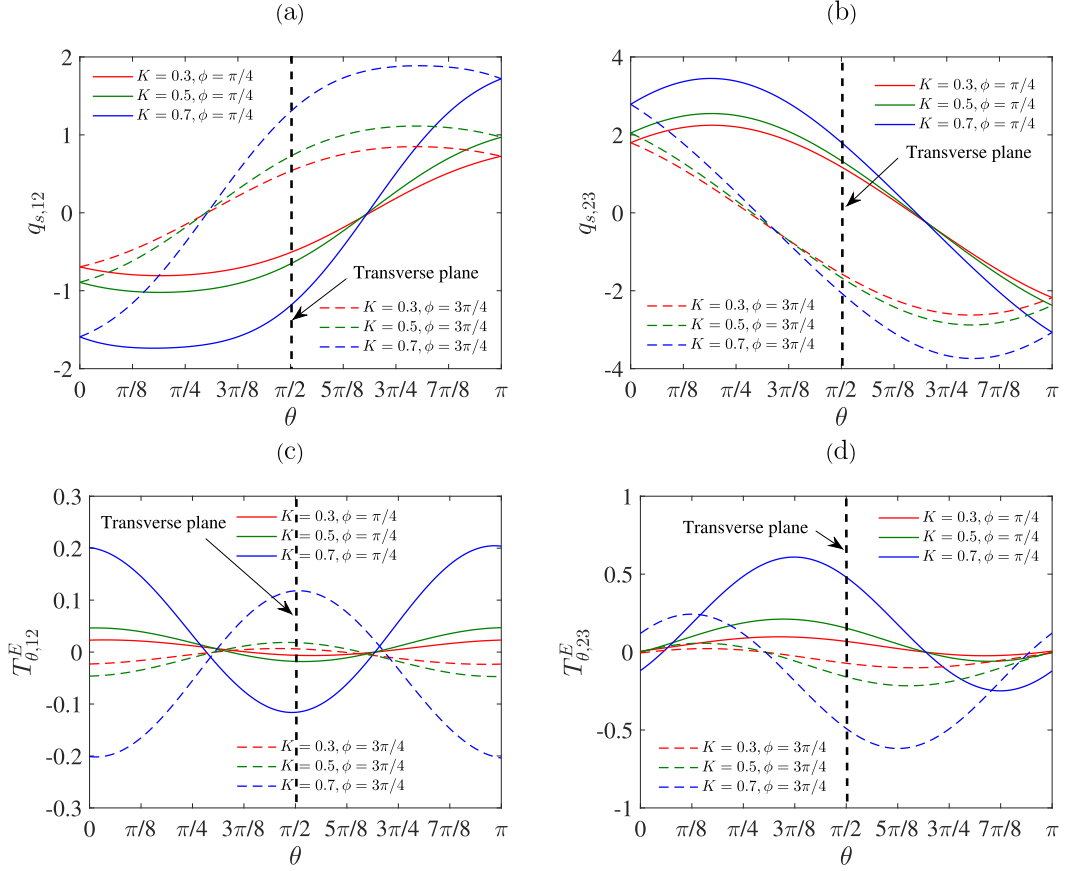 (a)
2
1
0
-1
-2
q_{s,12}
K = 0.3, ϕ = π/4
K = 0.5, ϕ = π/4
K = 0.7, ϕ = π/4
Transverse plane
K = 0.3, ϕ = 3π/4
K = 0.5, ϕ = 3π/4
K = 0.7, ϕ = 3π/4
0 π/8 π/4 3π/8 π/2 5π/8 3π/4 7π/8 π
θ
(b)
4
2
0
-2
-4
q_{s,23}
K = 0.3, ϕ = π/4
K = 0.5, ϕ = π/4
K = 0.7, ϕ = π/4
Transverse plane
K = 0.3, ϕ = 3π/4
K = 0.5, ϕ = 3π/4
K = 0.7, ϕ = 3π/4
0 π/8 π/4 3π/8 π/2 5π/8 3π/4 7π/8 π
θ
(c)
0.3
0.2
0.1
0
-0.1
-0.2
-0.3
T^E_{θ,12}
K = 0.3, ϕ = π/4
K = 0.5, ϕ = π/4
K = 0.7, ϕ = π/4
Transverse plane
K = 0.3, ϕ = 3π/4
K = 0.5, ϕ = 3π/4
K = 0.7, ϕ = 3π/4
0 π/8 π/4 3π/8 π/2 5π/8 3π/4 7π/8 π
θ
(d)
1
0.5
0
-0.5
-1
T^E_{θ,23}
K = 0.3, ϕ = π/4
K = 0.5, ϕ = π/4
K = 0.7, ϕ = π/4
Transverse plane
K = 0.3, ϕ = 3π/4
K = 0.5, ϕ = 3π/4
K = 0.7, ϕ = 3π/4
0 π/8 π/4 3π/8 π/2 5π/8 3π/4 7π/8 π
θ